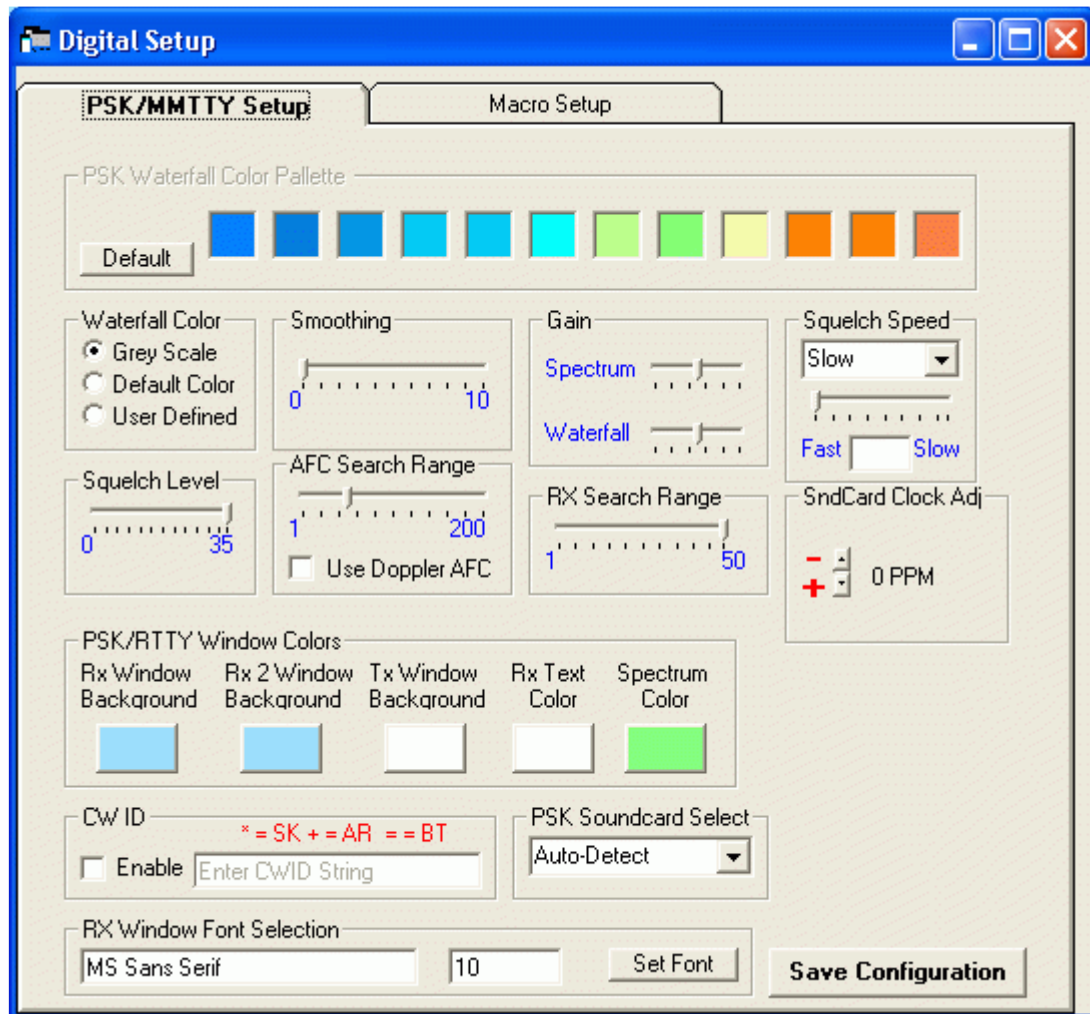 Digital Setup
PSK/MMTTY Setup
Macro Setup
PSK Waterfall Color Pallette
Default
Waterfall Color
Grey Scale
Default Color
User Defined
Smoothing
0 10
Gain
Spectrum
Waterfall
Squelch Speed
Slow
Fast Slow
Squelch Level
0 35
AFC Search Range
1 200
Use Doppler AFC
RX Search Range
1 50
SndCard Clock Adj
- +
0 PPM
PSK/RTTY Window Colors
Rx Window Background
Rx 2 Window Background
Tx Window Background
Rx Text Color
Spectrum Color
CW ID
* = SK + = AR = = BT
Enable
Enter CWID String
PSK Soundcard Select
Auto-Detect
RX Window Font Selection
MS Sans Serif
10
Set Font
Save Configuration